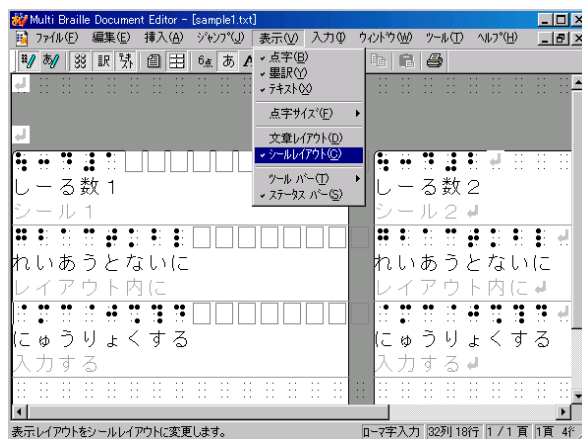 Multi Braille Document Editor - [sample1.txt]
ファイル(F) 編集(E) 挿入(A) ジャンプ(J) 表示(V) 入力(I) ウィンドウ(W) ツール(T) ヘルプ(H)
訳 6点 あ A
点字(B)
墨訳(R)
テキスト(X)
点字サイズ(F)
文章レイアウト(D)
シールレイアウト(C)
ツール バー(T)
ステータス バー(S)
しーる数1
シール1
れいあうとないに
レイアウト内に
にゅうりょくする
入力する
しーる数2
シール2
れいあうとないに
レイアウト内に
にゅうりょくする
入力する
表示レイアウトをシールレイアウトに変更します。
ローマ字入力 32列 18行 1 / 1 頁 1頁 4行